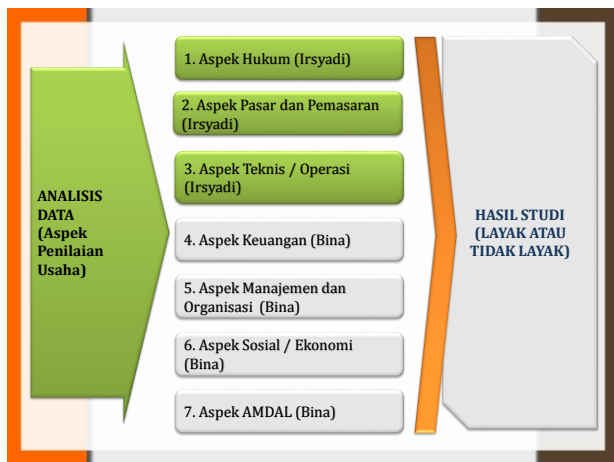 ANALISIS
DATA
(Aspek
Penilaian
Usaha)
1. Aspek Hukum (Irsyadi)
2. Aspek Pasar dan Pemasaran
(Irsyadi)
3. Aspek Teknis / Operasi
(Irsyadi)
4. Aspek Keuangan (Bina)
5. Aspek Manajemen dan
Organisasi (Bina)
6. Aspek Sosial / Ekonomi
(Bina)
7. Aspek AMDAL (Bina)
HASIL STUDI
(LAYAK ATAU
TIDAK LAYAK)